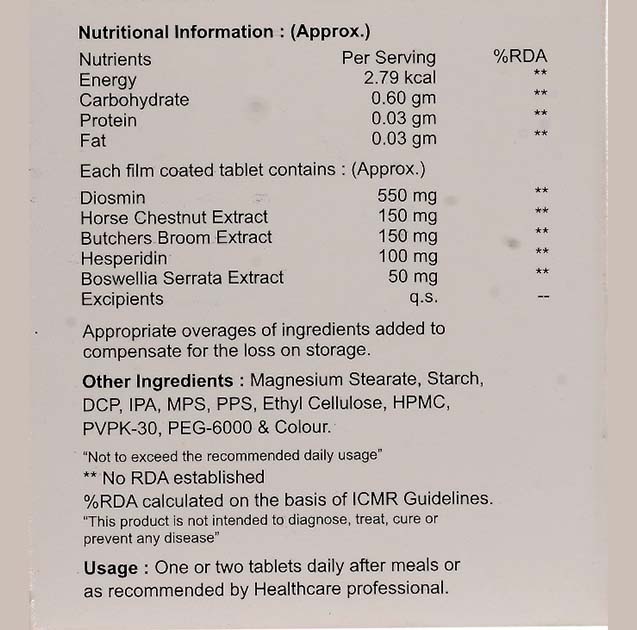 Nutritional Information : (Approx.)
Nutrients Per Serving %RDA
Energy 2.79 kcal **
Carbohydrate 0.60 gm **
Protein 0.03 gm **
Fat 0.03 gm **
Each film coated tablet contains : (Approx.)
Diosmin 550 mg **
Horse Chestnut Extract 150 mg **
Butchers Broom Extract 150 mg **
Hesperidin 100 mg **
Boswellia Serrata Extract 50 mg **
Excipients q.s. --
Appropriate overages of ingredients added to
compensate for the loss on storage.
Other Ingredients : Magnesium Stearate, Starch,
DCP, IPA, MPS, PPS, Ethyl Cellulose, HPMC,
PVPK-30, PEG-6000 & Colour.
“Not to exceed the recommended daily usage”
** No RDA established
%RDA calculated on the basis of ICMR Guidelines.
“This product is not intended to diagnose, treat, cure or
prevent any disease”
Usage : One or two tablets daily after meals or
as recommended by Healthcare professional.